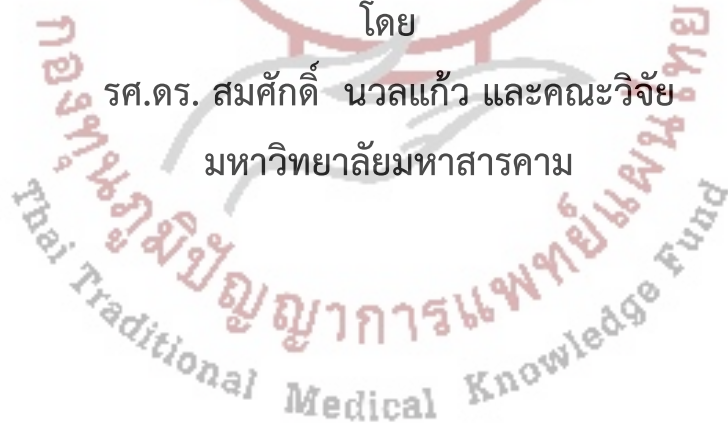 โดย
รศ.ดร. สมศักดิ์ นวลแก้ว และคณะวิจัย
มหาวิทยาลัยมหาสารคาม
กองทุนภูมิปัญญาการแพทย์แผนไทย
Thai Traditional Medical Knowledge Fund